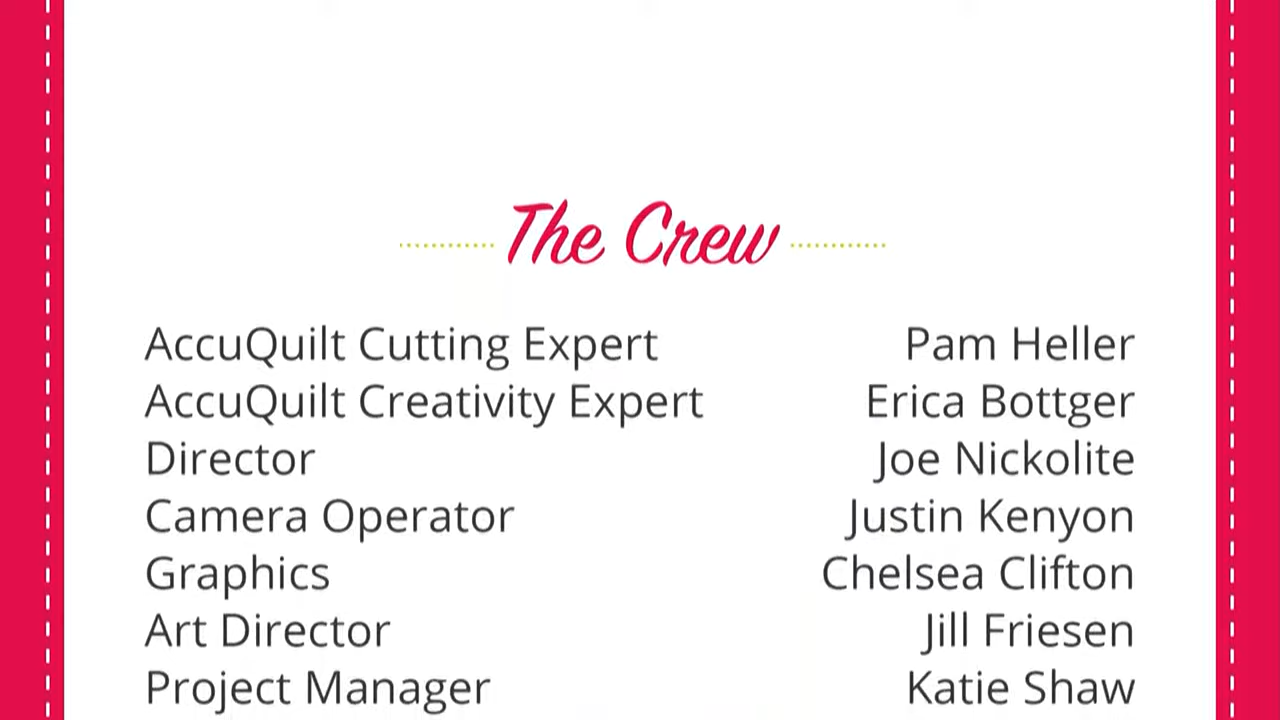 The Crew
AccuQuilt Cutting Expert Pam Heller
AccuQuilt Creativity Expert Erica Bottger
Director Joe Nickolite
Camera Operator Justin Kenyon
Graphics Chelsea Clifton
Art Director Jill Friesen
Project Manager Katie Shaw